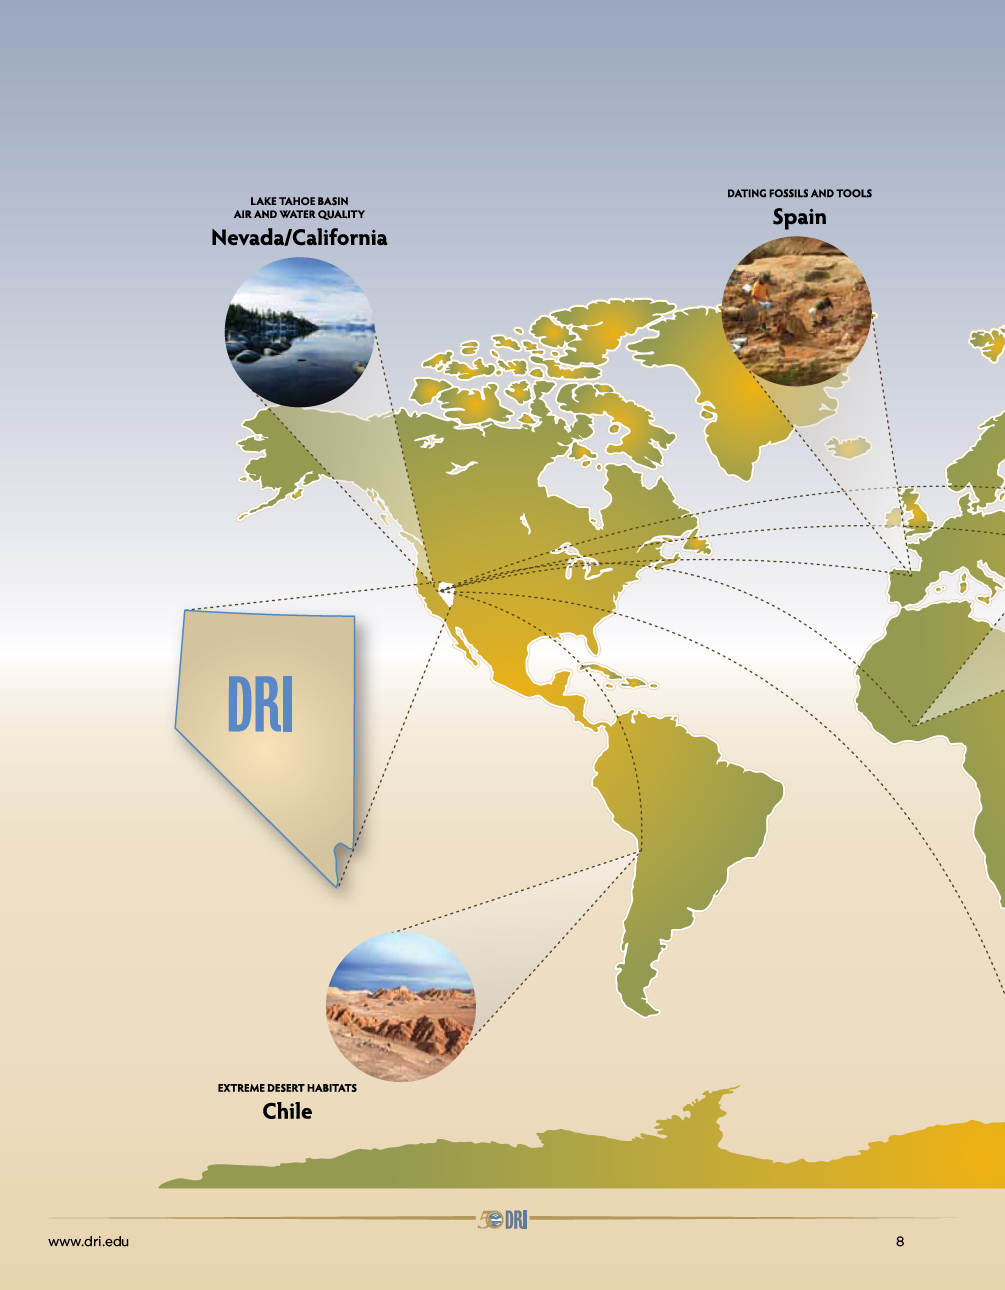 LAKE TAHOE BASIN
AIR AND WATER QUALITY
Nevada/California
DATING FOSSILS AND TOOLS
Spain
DRI
EXTREME DESERT HABITATS
Chile
50 DRI
www.dri.edu
8